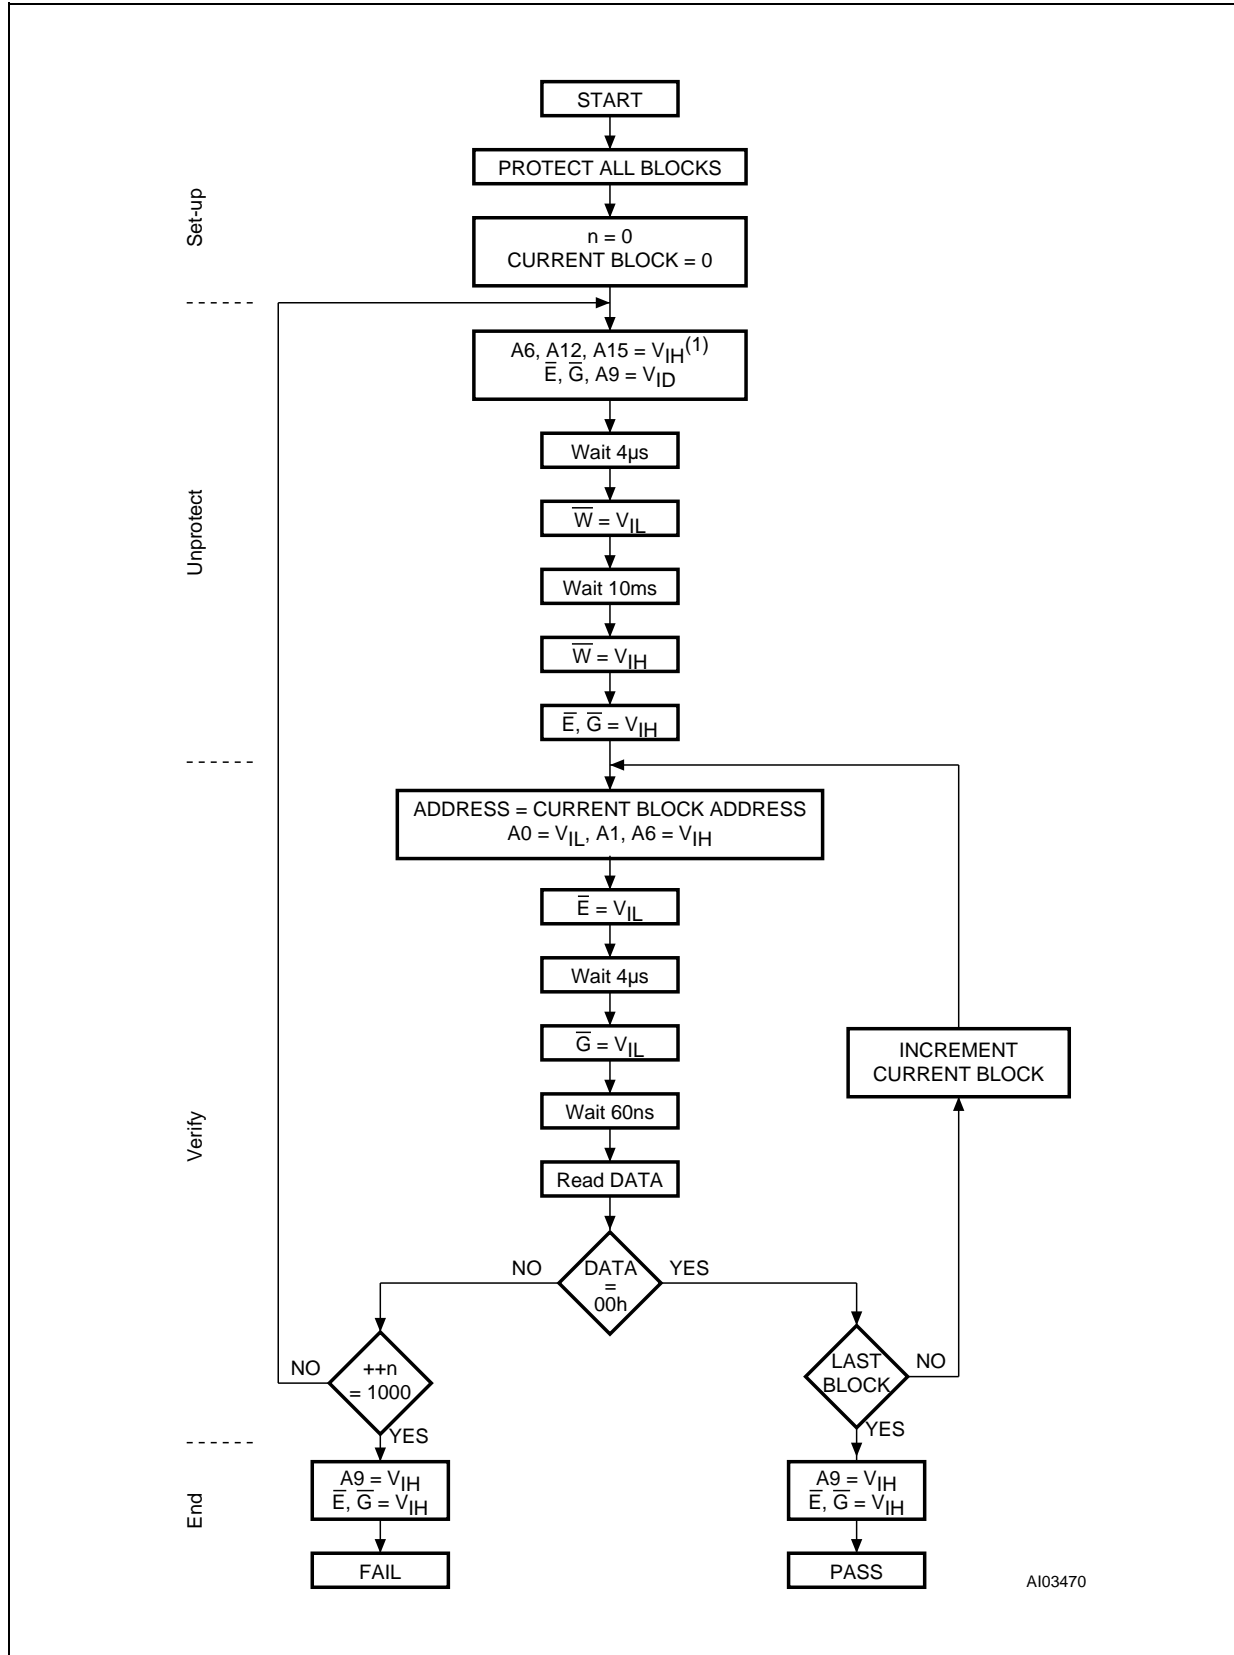 START
PROTECT ALL BLOCKS
Set-up
n = 0
CURRENT BLOCK = 0
A6, A12, A15 = VIH(1)
E̅, G̅, A9 = VID
Wait 4µs
Unprotect
W̅ = VIL
Wait 10ms
W̅ = VIH
E̅, G̅ = VIH
ADDRESS = CURRENT BLOCK ADDRESS
A0 = VIL, A1, A6 = VIH
E̅ = VIL
Wait 4µs
G̅ = VIL
INCREMENT
CURRENT BLOCK
Wait 60ns
Verify
Read DATA
NO
DATA
=
00h
YES
NO
++n
= 1000
YES
LAST
BLOCK
NO
YES
End
A9 = VIH
E̅, G̅ = VIH
A9 = VIH
E̅, G̅ = VIH
FAIL
PASS
AI03470